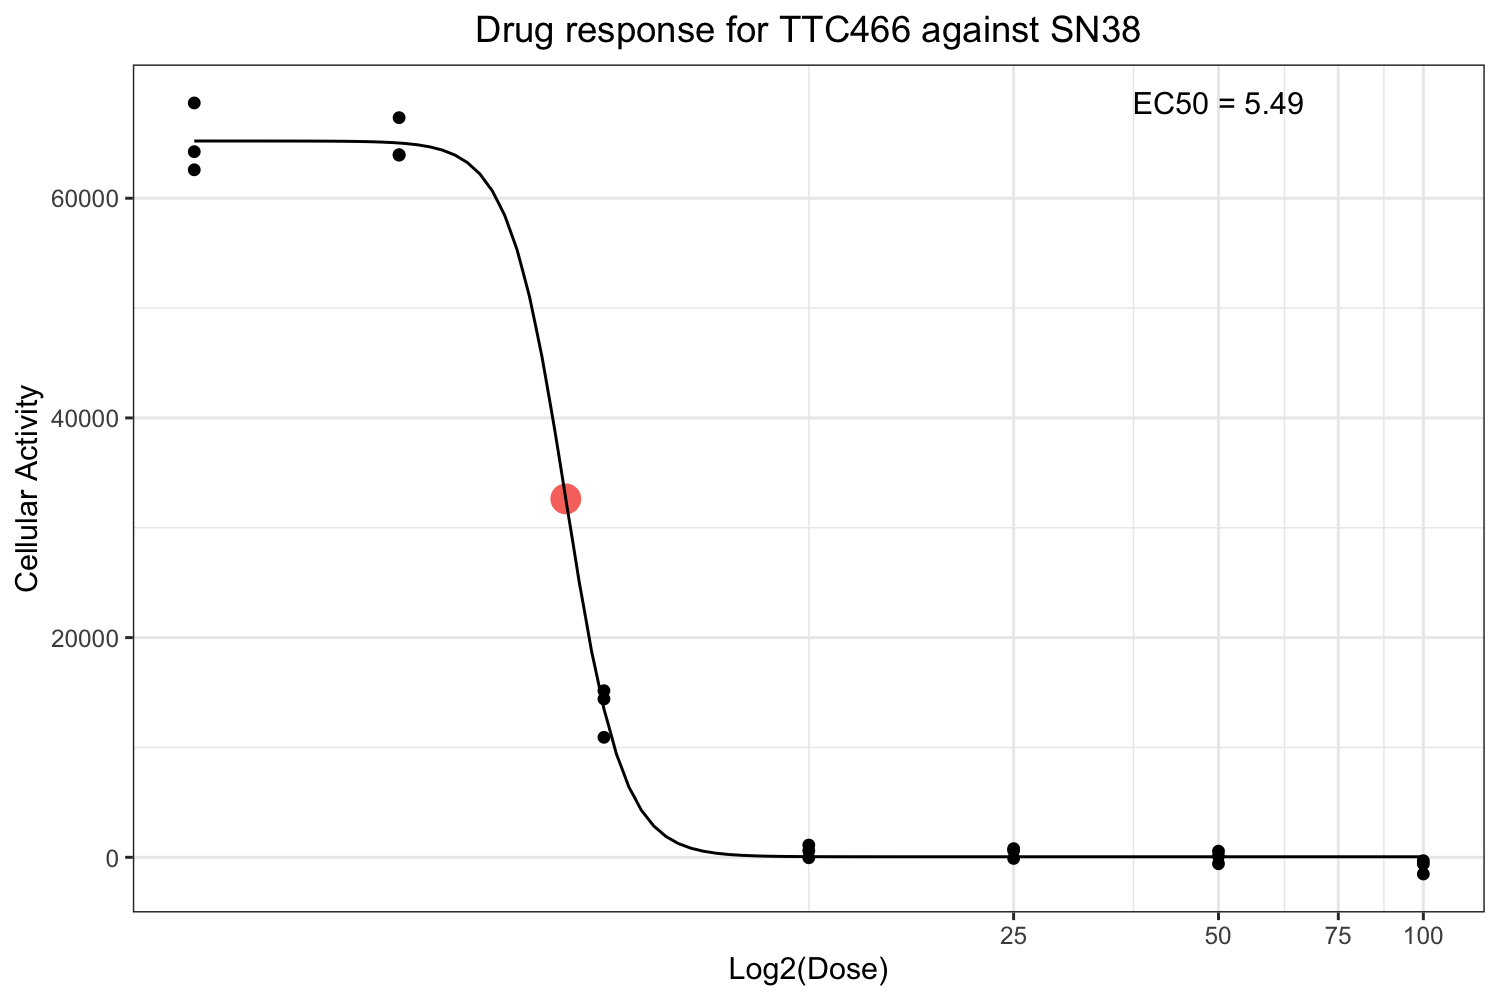 Drug response for TTC466 against SN38
EC50 = 5.49
60000
40000
20000
0
Cellular Activity
25 50 75 100
Log2(Dose)